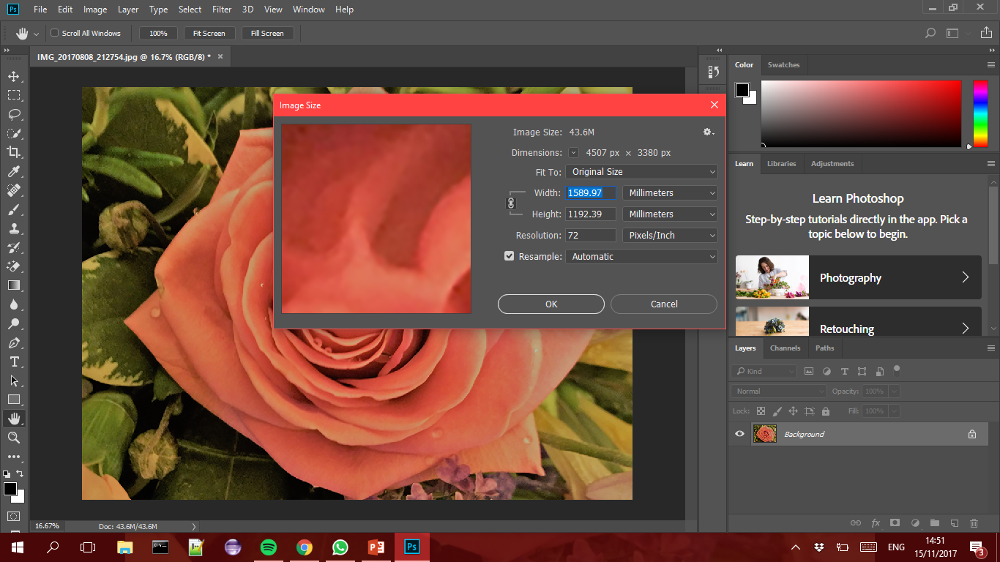 Ps File Edit Image Layer Type Select Filter 3D View Window Help
Scroll All Windows 100% Fit Screen Fill Screen
IMG_20170808_212754.jpg @ 16.7% (RGB/8) * ×
Image Size
Image Size: 43.6M
Dimensions: 4507 px × 3380 px
Fit To: Original Size
Width: 1589.97 Millimeters
Height: 1192.39 Millimeters
Resolution: 72 Pixels/Inch
Resample: Automatic
OK Cancel
Color Swatches
Learn Libraries Adjustments
Learn Photoshop
Step-by-step tutorials directly in the app. Pick a
topic below to begin.
Photography
Retouching
Layers Channels Paths
Kind
Normal Opacity: 100%
Lock: Fill: 100%
Background
fx
16.67% Doc: 43.6M/43.6M
Ps
ENG
14:51
15/11/2017
3